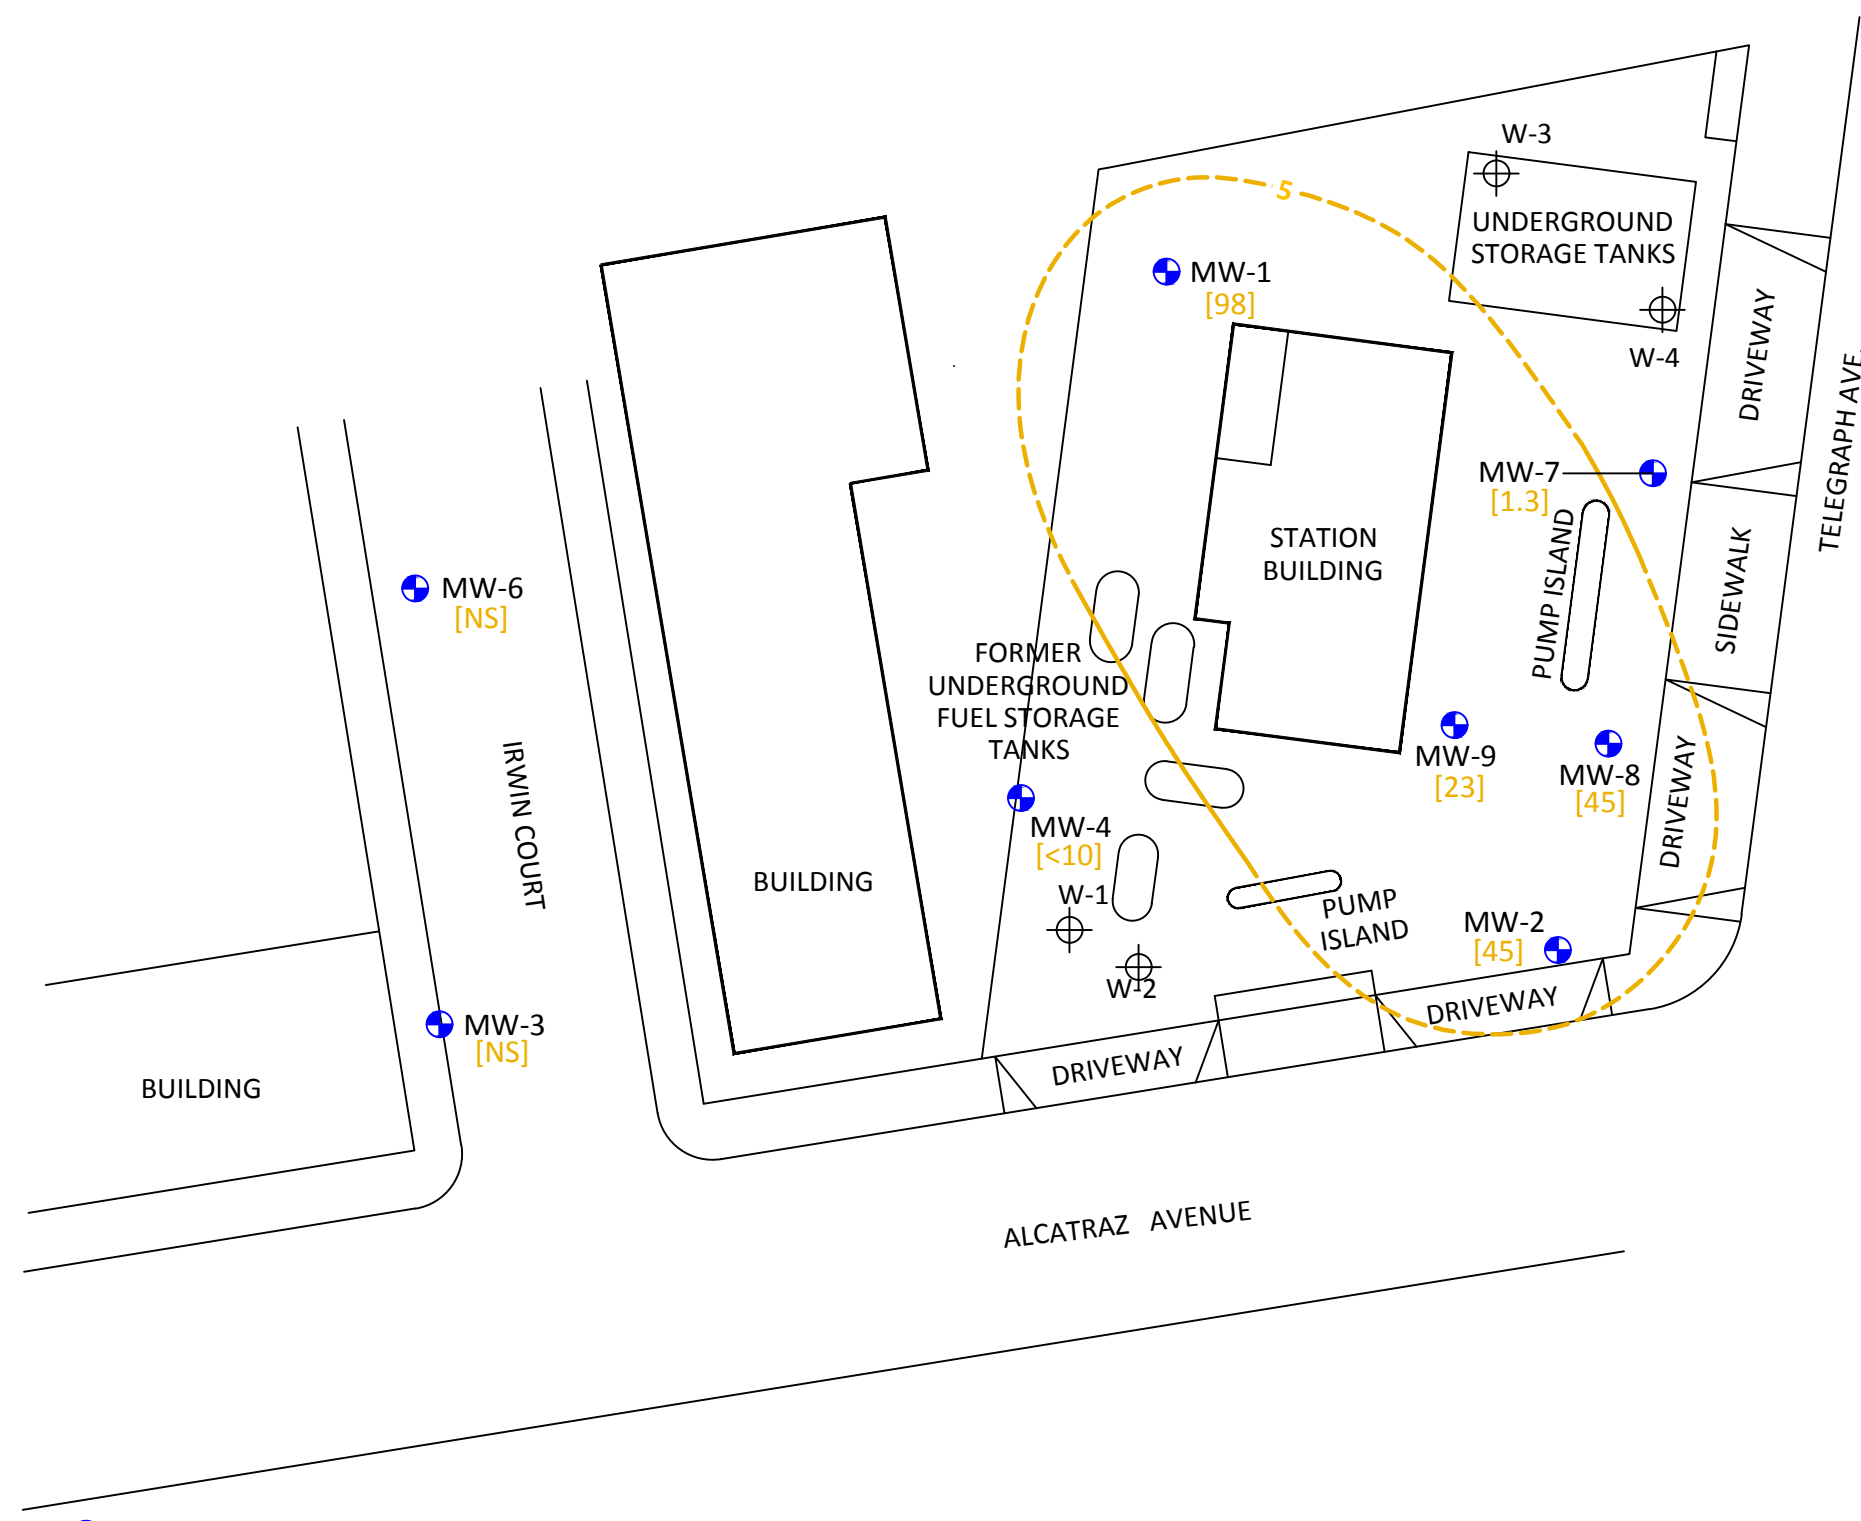 W-3
5
UNDERGROUND
STORAGE TANKS
MW-1
[98]
W-4
DRIVEWAY
TELEGRAPH AVE.
MW-7
[1.3]
STATION
BUILDING
PUMP ISLAND
SIDEWALK
MW-6
[NS]
FORMER
UNDERGROUND
FUEL STORAGE
TANKS
MW-9
[23]
MW-8
[45]
DRIVEWAY
IRWIN COURT
MW-4
[<10]
BUILDING
W-1
PUMP
ISLAND
MW-2
[45]
W-2
DRIVEWAY
MW-3
[NS]
DRIVEWAY
BUILDING
ALCATRAZ AVENUE